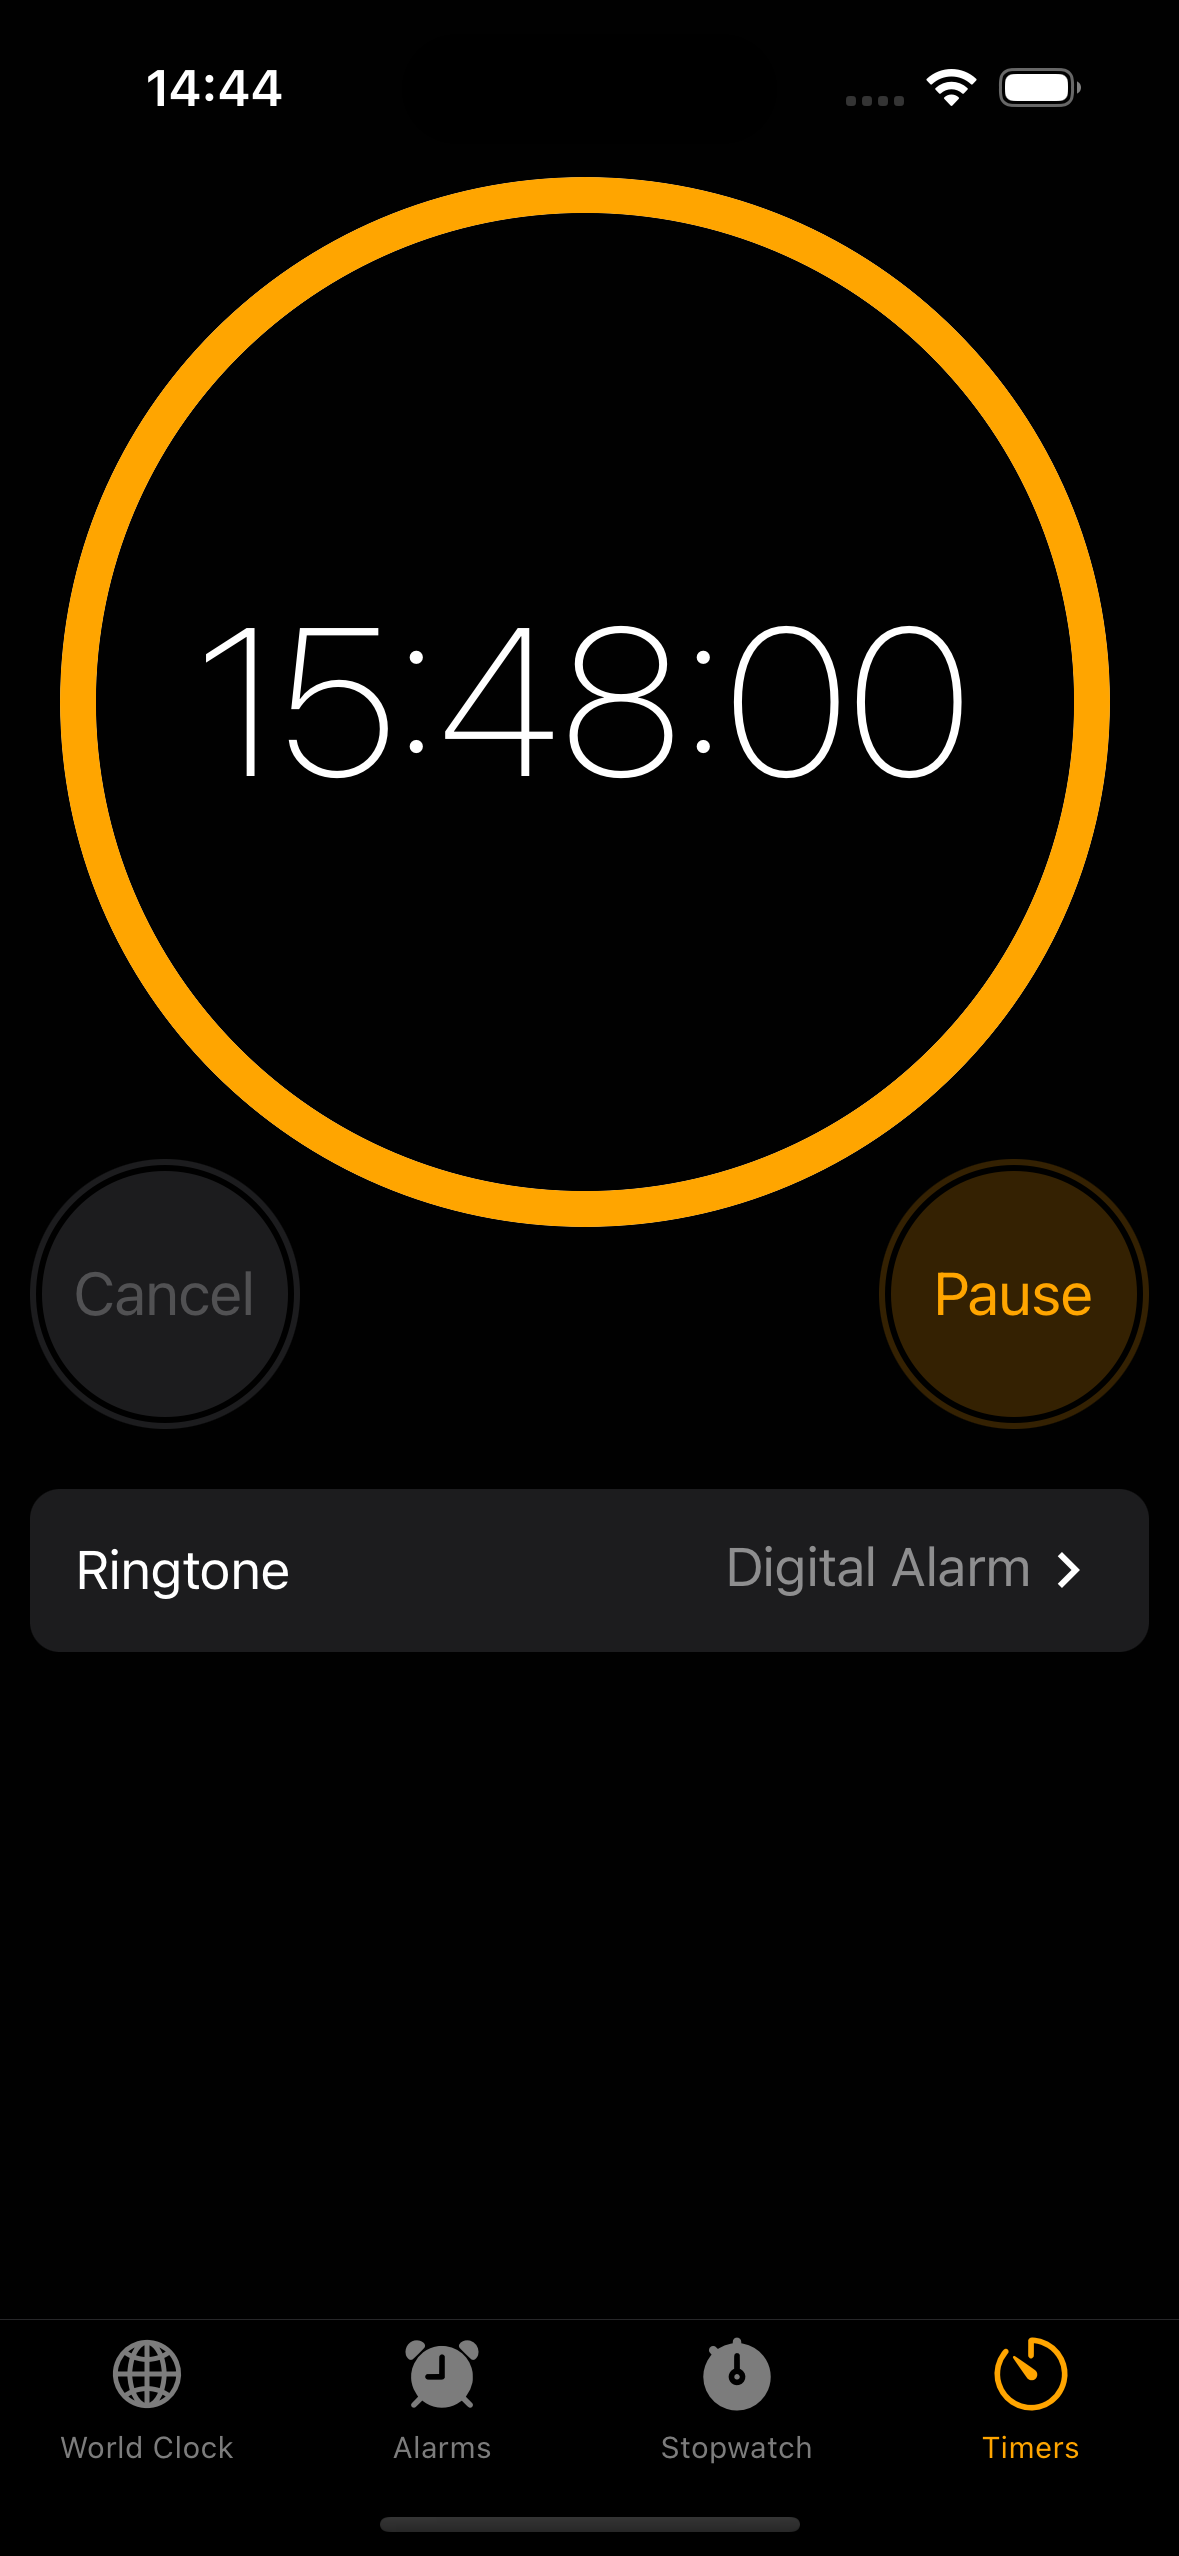 14:44
15:48:00
Cancel
Pause
Ringtone
Digital Alarm
World Clock
Alarms
Stopwatch
Timers